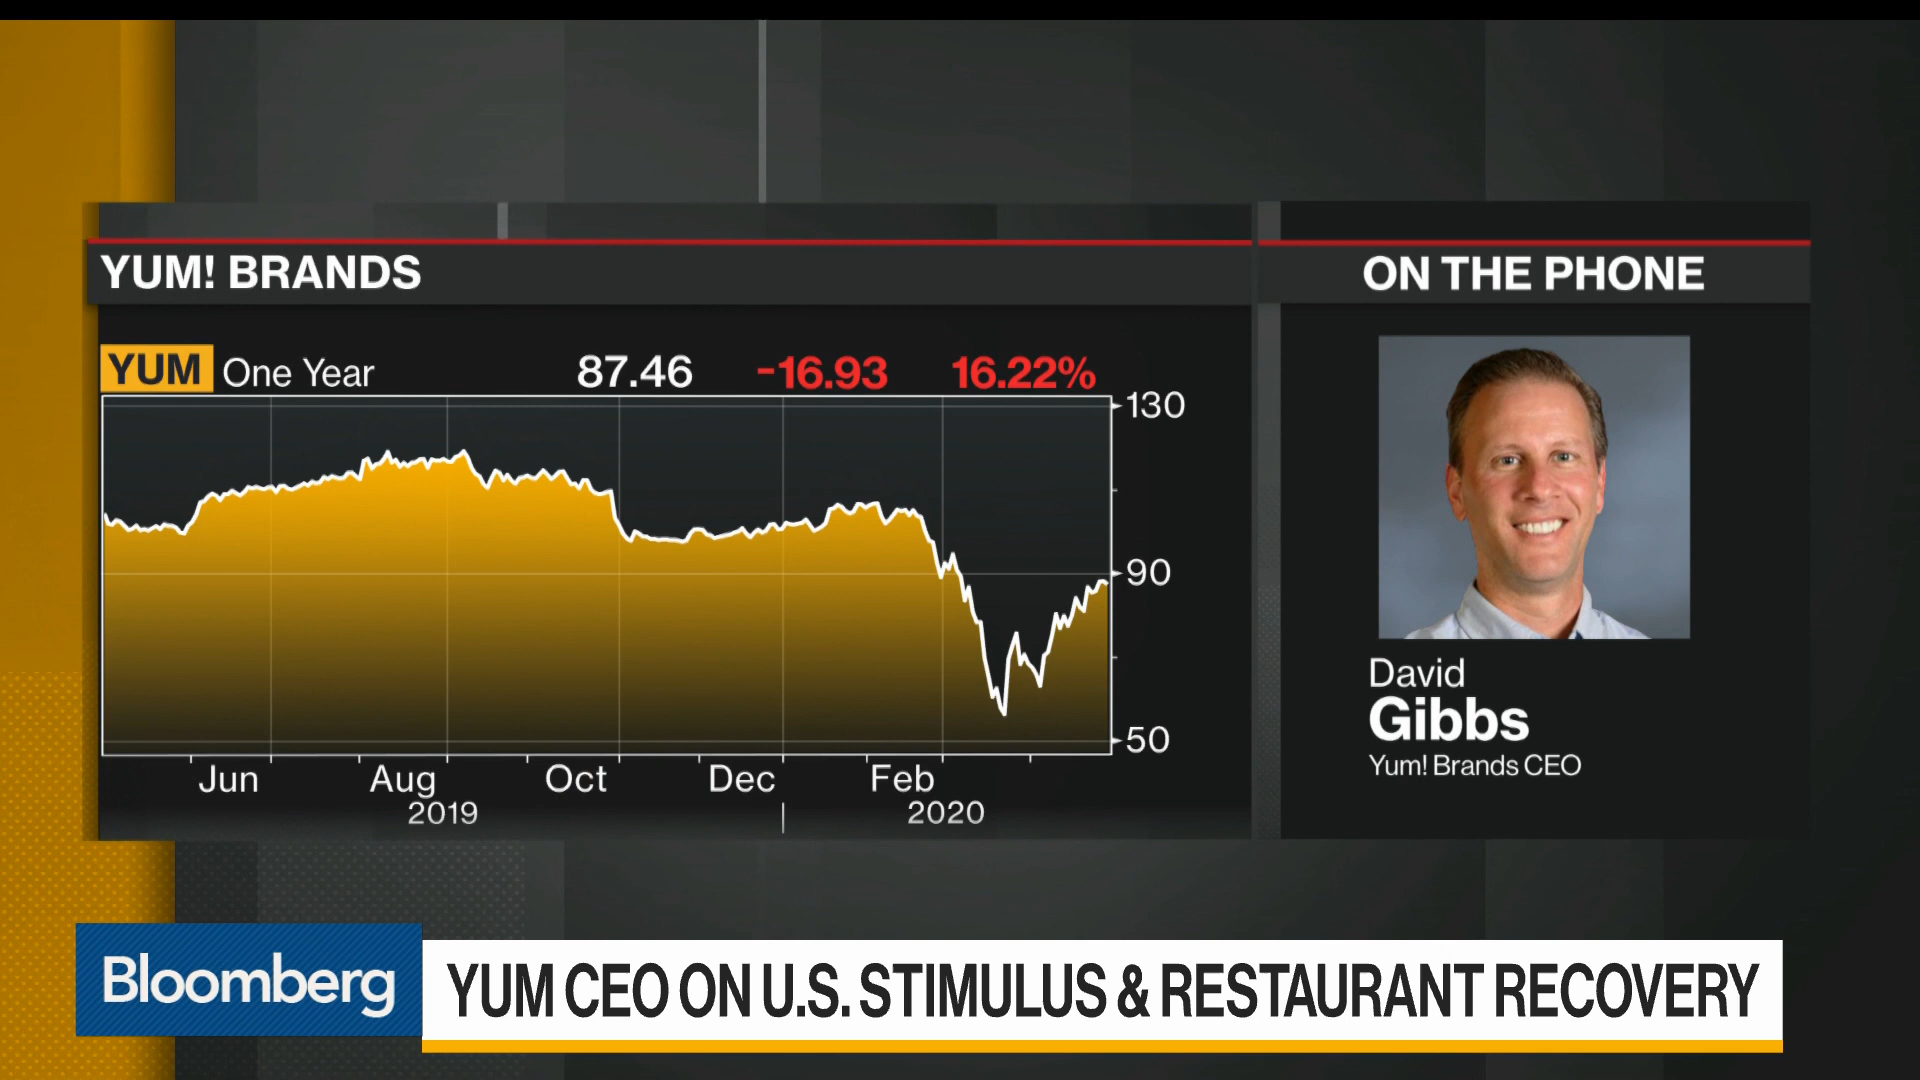 YUM! BRANDS
ON THE PHONE
YUM One Year 87.46 -16.93 16.22%
130
90
50
Jun Aug Oct Dec Feb
2019 2020
David
Gibbs
Yum! Brands CEO
Bloomberg
YUM CEO ON U.S. STIMULUS & RESTAURANT RECOVERY